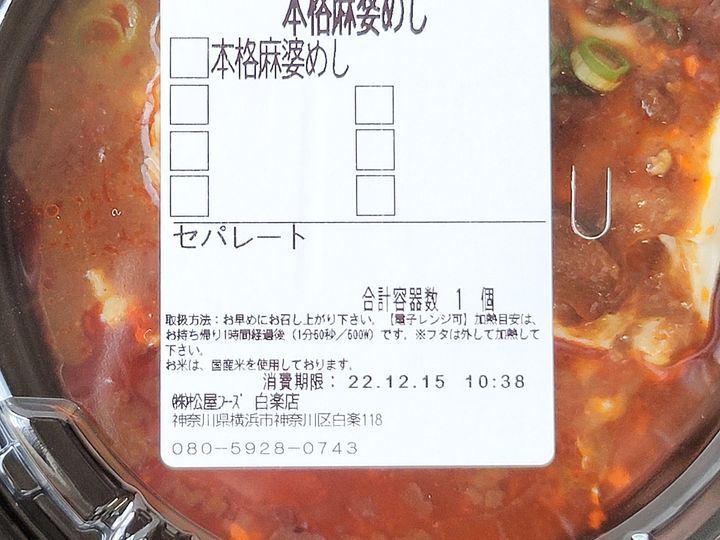 本格麻婆めし
本格麻婆めし
セパレート
合計容器数 1 個
取扱方法：お早めにお召し上がり下さい。【電子レンジ可】加熱目安は、
お持ち帰り1時間経過後（1分60秒／500W）です。※フタは外して加熱して
下さい。
お米は、国産米を使用しております。
消費期限： 22.12.15 10:38
㈱松屋フーズ 白楽店
神奈川県横浜市神奈川区白楽118
080-5928-0743